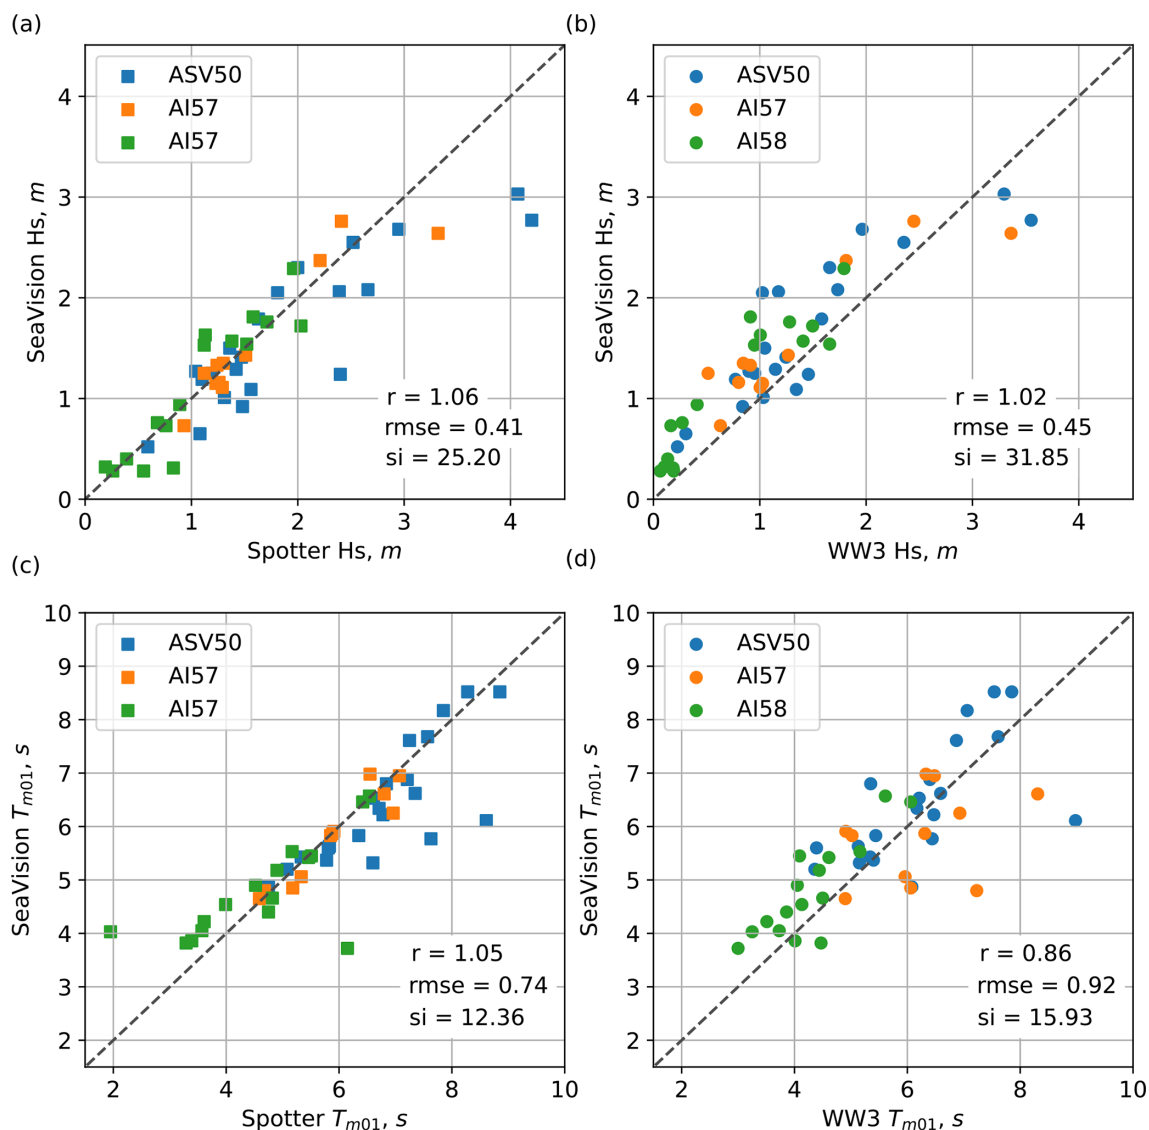 (a)
ASV50
AI57
AI57
4
3
2
1
0
SeaVision Hs, m
r = 1.06
rmse = 0.41
si = 25.20
0 1 2 3 4
Spotter Hs, m
(b)
ASV50
AI57
AI58
4
3
2
1
0
SeaVision Hs, m
r = 1.02
rmse = 0.45
si = 31.85
0 1 2 3 4
WW3 Hs, m
(c)
ASV50
AI57
AI57
10
9
8
7
6
5
4
3
2
SeaVision Tm01, s
r = 1.05
rmse = 0.74
si = 12.36
2 4 6 8 10
Spotter Tm01, s
(d)
ASV50
AI57
AI58
10
9
8
7
6
5
4
3
2
SeaVision Tm01, s
r = 0.86
rmse = 0.92
si = 15.93
2 4 6 8 10
WW3 Tm01, s